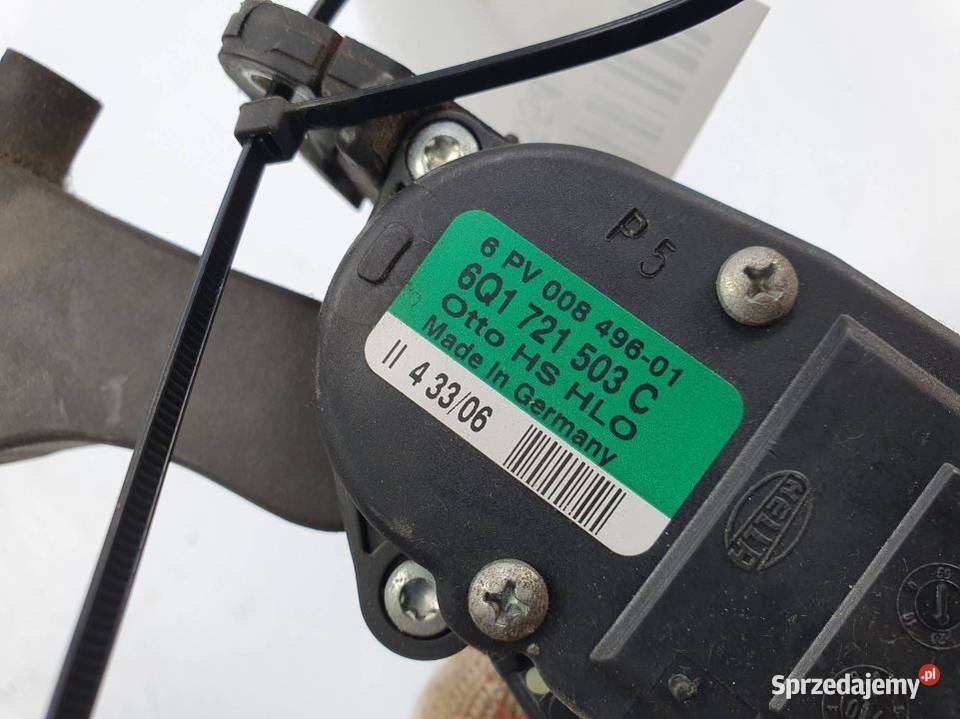 P5
6 PV 008 496-01
6Q1 721 503 C
Otto HS HLO
Made In Germany
II 4 33/06
HELLA
Sprzedajemy.pl